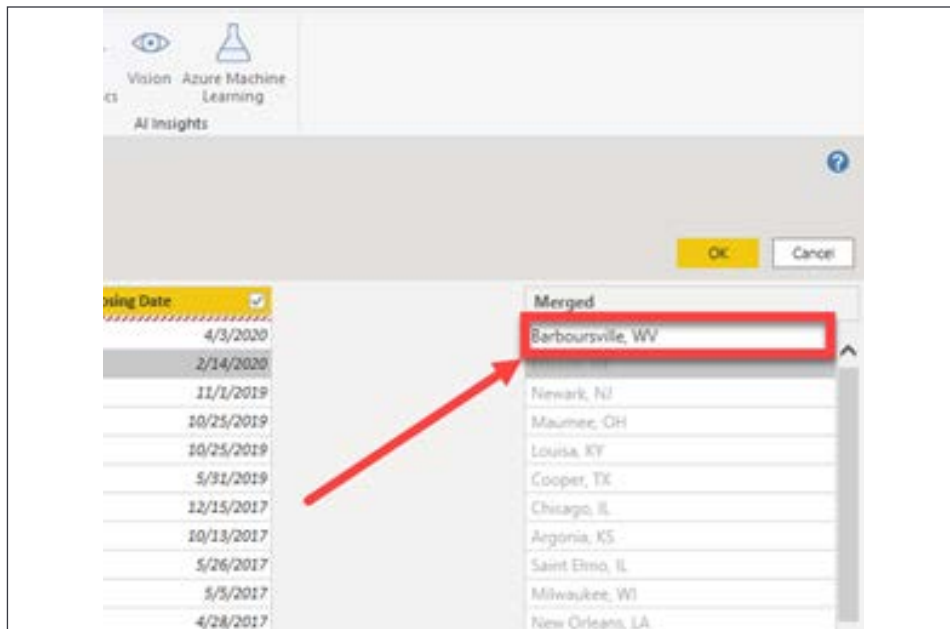 Vision Azure Machine
cs Learning
AI Insights
?
OK Cancel
osing Date Merged
4/3/2020 Barboursville, WV
2/14/2020
11/1/2019 Newark, NJ
10/25/2019 Maumee, OH
10/25/2019 Louisa, KY
5/31/2019 Cooper, TX
12/15/2017 Chicago, IL
10/13/2017 Argonia, KS
5/26/2017 Saint Elmo, IL
5/5/2017 Milwaukee, WI
4/28/2017 New Orleans, LA